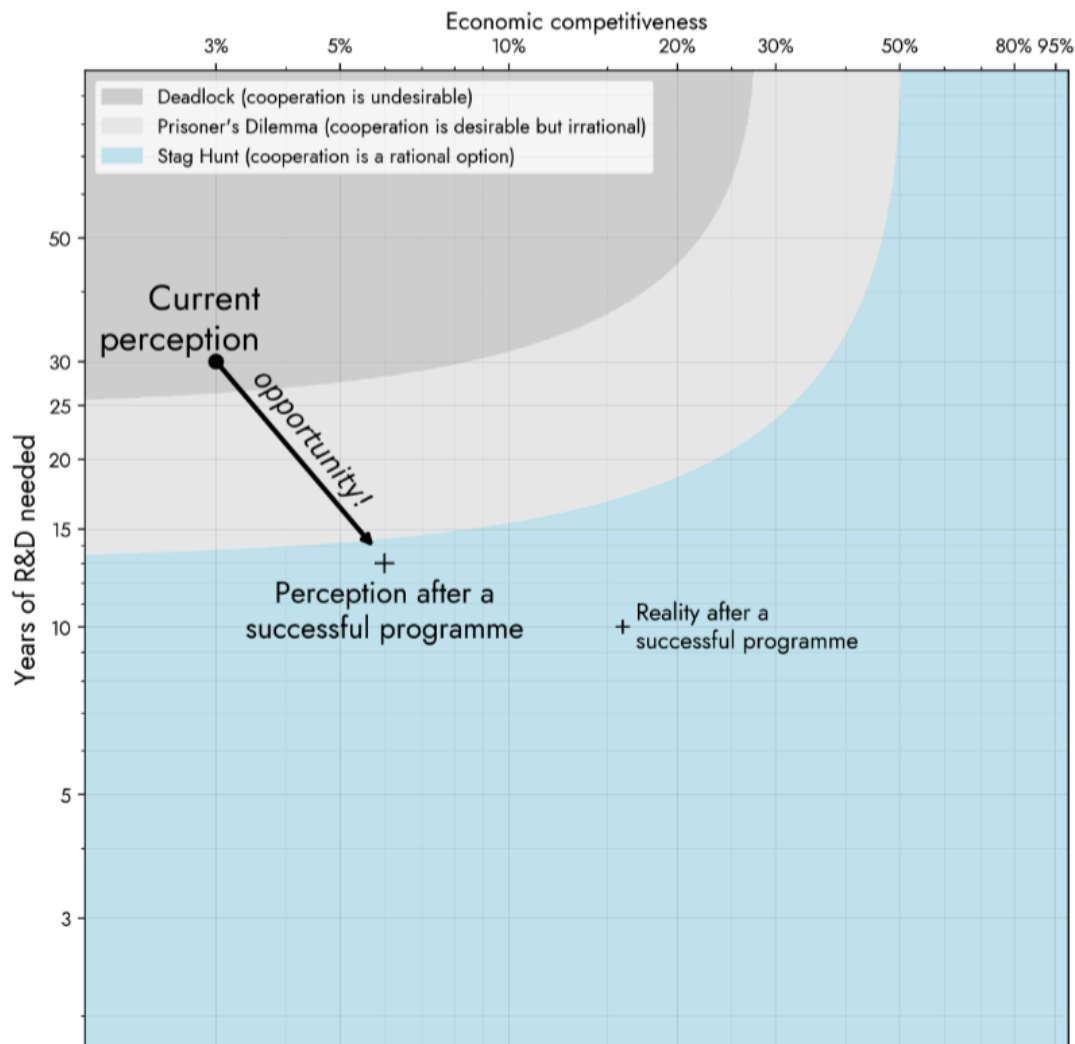 Economic competitiveness
3% 5% 10% 20% 30% 50% 80% 95%
Deadlock (cooperation is undesirable)
Prisoner's Dilemma (cooperation is desirable but irrational)
Stag Hunt (cooperation is a rational option)
Years of R&D needed
50
30
25
20
15
10
5
3
Current
perception
opportunity!
Perception after a
successful programme
Reality after a
successful programme